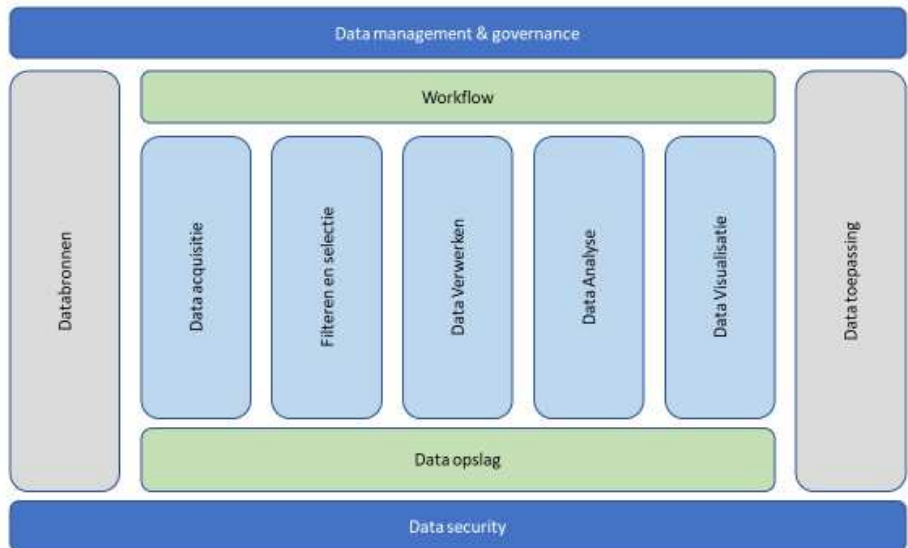 Data management & governance
Workflow
Databronnen
Data acquisitie
Filteren en selectie
Data Verwerken
Data Analyse
Data Visualisatie
Data toepassing
Data opslag
Data security